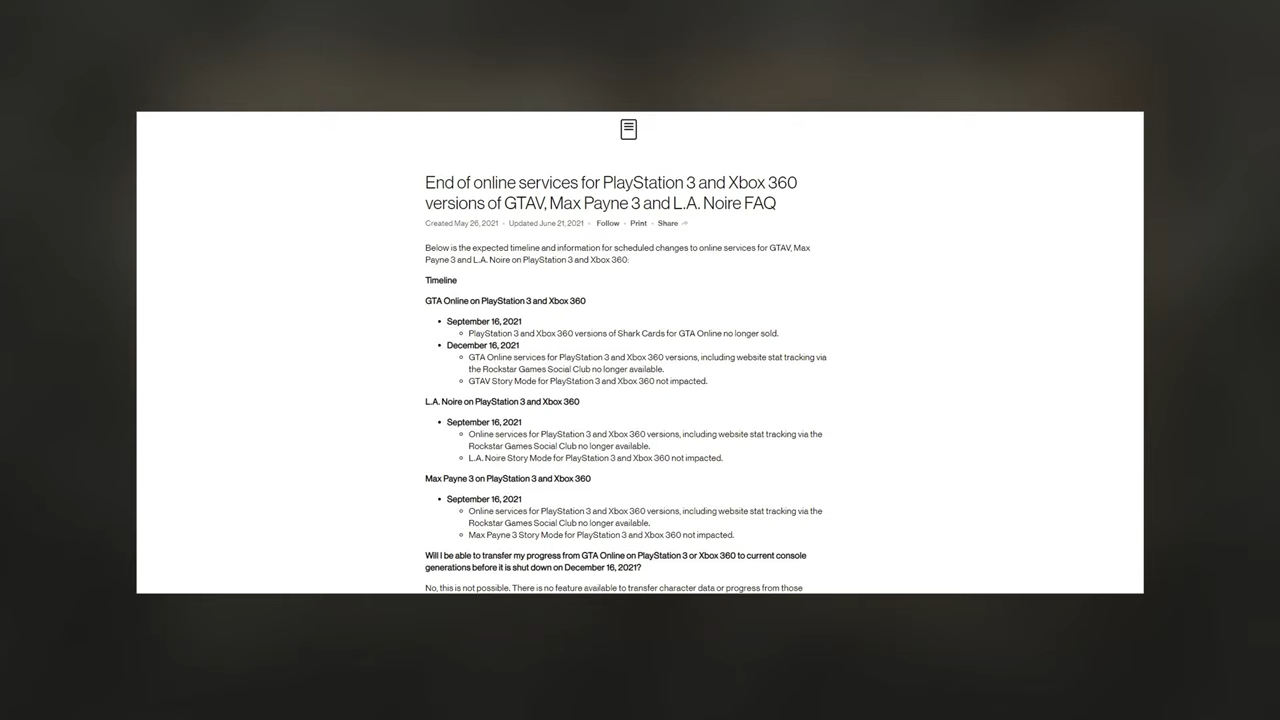 End of online services for PlayStation 3 and Xbox 360
versions of GTAV, Max Payne 3 and L.A. Noire FAQ
Created May 26, 2021 • Updated June 21, 2021 • Follow • Print • Share
Below is the expected timeline and information for scheduled changes to online services for GTAV, Max
Payne 3 and L.A. Noire on PlayStation 3 and Xbox 360:
Timeline
GTA Online on PlayStation 3 and Xbox 360
• September 16, 2021
○ PlayStation 3 and Xbox 360 versions of Shark Cards for GTA Online no longer sold.
• December 16, 2021
○ GTA Online services for PlayStation 3 and Xbox 360 versions, including website stat tracking via
the Rockstar Games Social Club no longer available.
○ GTAV Story Mode for PlayStation 3 and Xbox 360 not impacted.
L.A. Noire on PlayStation 3 and Xbox 360
• September 16, 2021
○ Online services for PlayStation 3 and Xbox 360 versions, including website stat tracking via the
Rockstar Games Social Club no longer available.
○ L.A. Noire Story Mode for PlayStation 3 and Xbox 360 not impacted.
Max Payne 3 on PlayStation 3 and Xbox 360
• September 16, 2021
○ Online services for PlayStation 3 and Xbox 360 versions, including website stat tracking via the
Rockstar Games Social Club no longer available.
○ Max Payne 3 Story Mode for PlayStation 3 and Xbox 360 not impacted.
Will I be able to transfer my progress from GTA Online on PlayStation 3 or Xbox 360 to current console
generations before it is shut down on December 16, 2021?
No, this is not possible. There is no feature available to transfer character data or progress from those